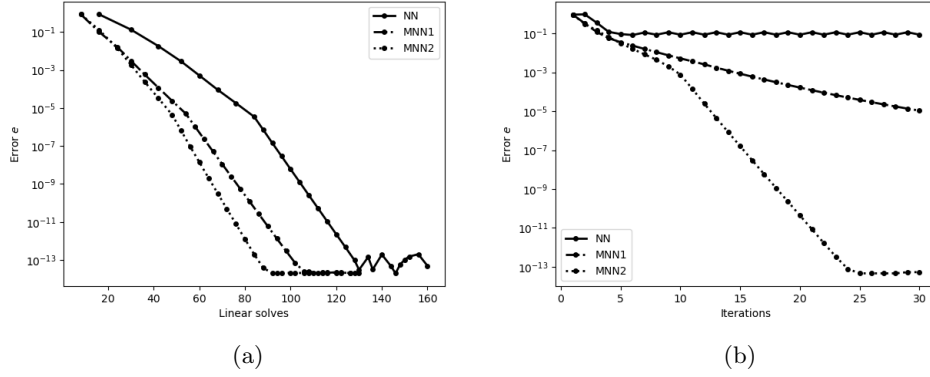 NN
MNN1
MNN2
Error e
10⁻¹
10⁻³
10⁻⁵
10⁻⁷
10⁻⁹
10⁻¹¹
10⁻¹³
20 40 60 80 100 120 140 160
Linear solves
(a)
Error e
10⁻¹
10⁻³
10⁻⁵
10⁻⁷
10⁻⁹
10⁻¹¹
10⁻¹³
NN
MNN1
MNN2
0 5 10 15 20 25 30
Iterations
(b)